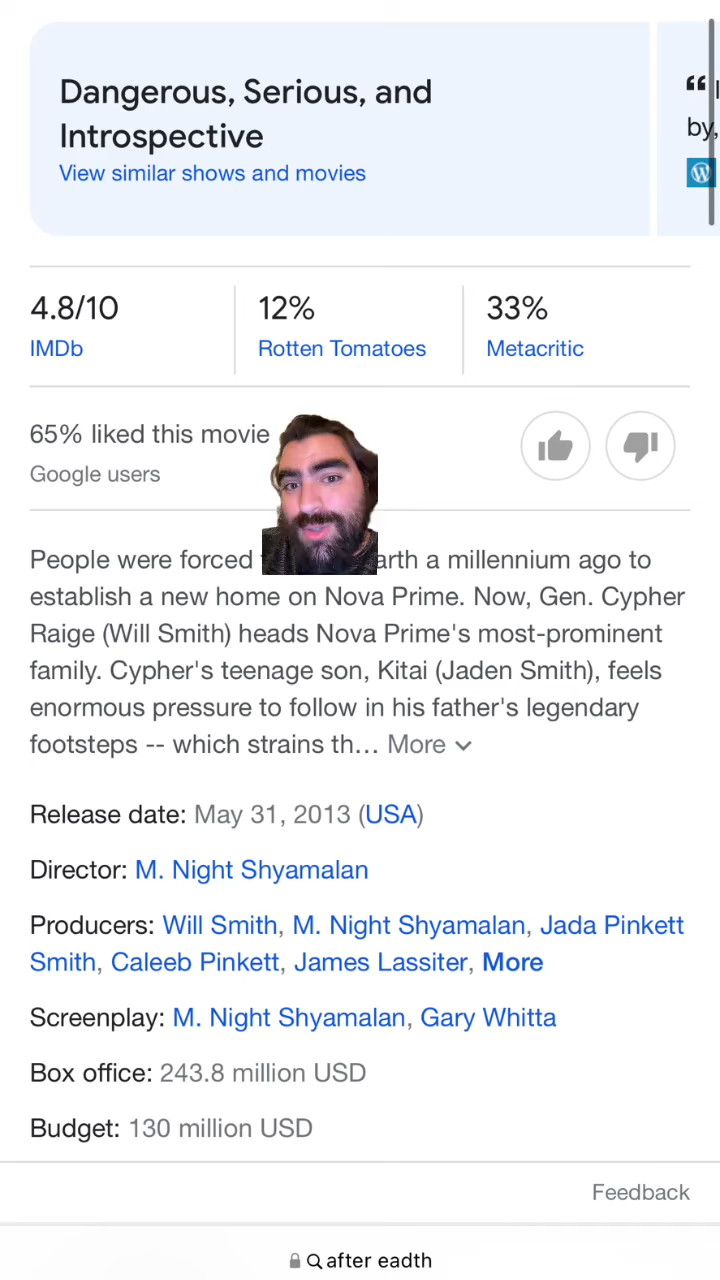 Dangerous, Serious, and
Introspective
View similar shows and movies
“
by,
4.8/10
IMDb
12%
Rotten Tomatoes
33%
Metacritic
65% liked this movie
Google users
People were forced arth a millennium ago to
establish a new home on Nova Prime. Now, Gen. Cypher
Raige (Will Smith) heads Nova Prime's most-prominent
family. Cypher's teenage son, Kitai (Jaden Smith), feels
enormous pressure to follow in his father's legendary
footsteps -- which strains th... More
Release date: May 31, 2013 (USA)
Director: M. Night Shyamalan
Producers: Will Smith, M. Night Shyamalan, Jada Pinkett
Smith, Caleeb Pinkett, James Lassiter, More
Screenplay: M. Night Shyamalan, Gary Whitta
Box office: 243.8 million USD
Budget: 130 million USD
Feedback
after eadth